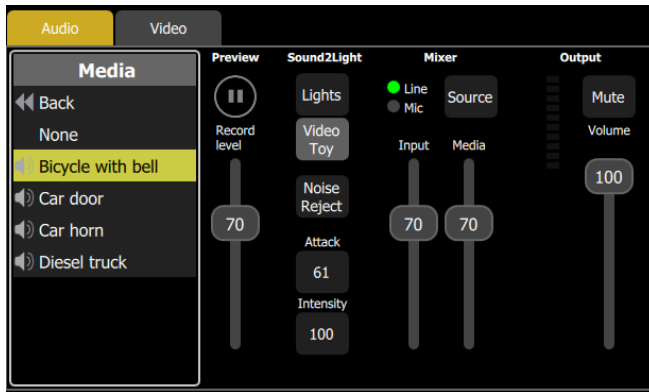 Audio
Video
Media
Back
None
Bicycle with bell
Car door
Car horn
Diesel truck
Preview
Record
level
70
Sound2Light
Lights
Video
Toy
Noise
Reject
Attack
61
Intensity
100
Mixer
Line
Mic
Source
Input
Media
70
70
Output
Mute
Volume
100